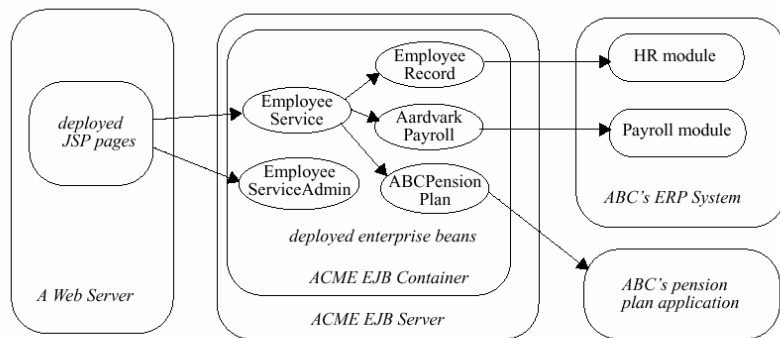 deployed
JSP pages
A Web Server
Employee
Service
Employee
ServiceAdmin
Employee
Record
Aardvark
Payroll
ABCPension
Plan
deployed enterprise beans
ACME EJB Container
ACME EJB Server
HR module
Payroll module
ABC's ERP System
ABC's pension
plan application